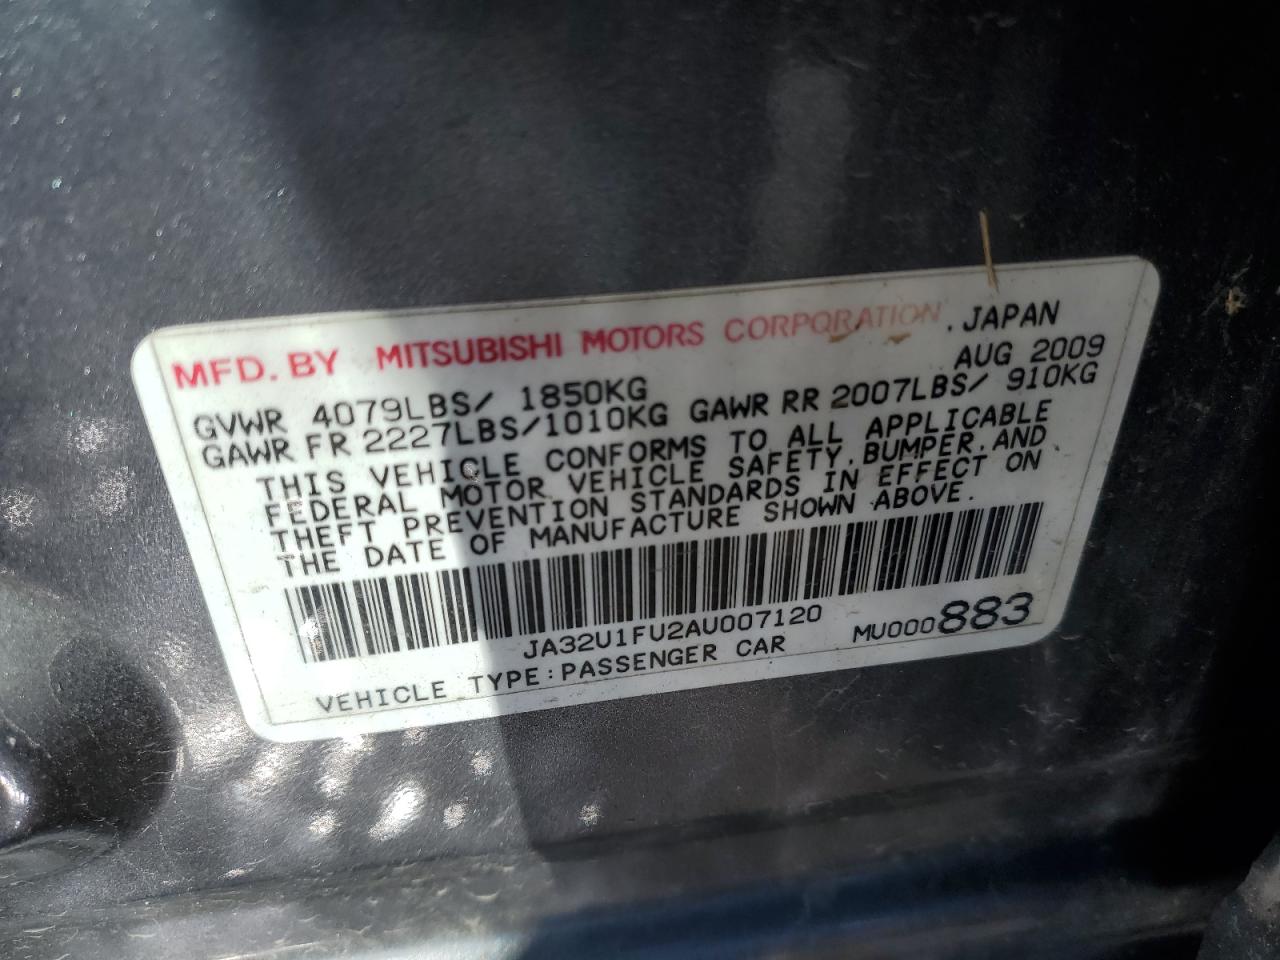 MFD. BY MITSUBISHI MOTORS CORPORATION, JAPAN
AUG 2009
GVWR 4079LBS/ 1850KG
GAWR FR 2227LBS/1010KG GAWR RR 2007LBS/ 910KG
THIS VEHICLE CONFORMS TO ALL APPLICABLE
FEDERAL MOTOR VEHICLE SAFETY, BUMPER, AND
THEFT PREVENTION STANDARDS IN EFFECT ON
THE DATE OF MANUFACTURE SHOWN ABOVE.
JA32U1FU2AU007120
MU000883
VEHICLE TYPE:PASSENGER CAR